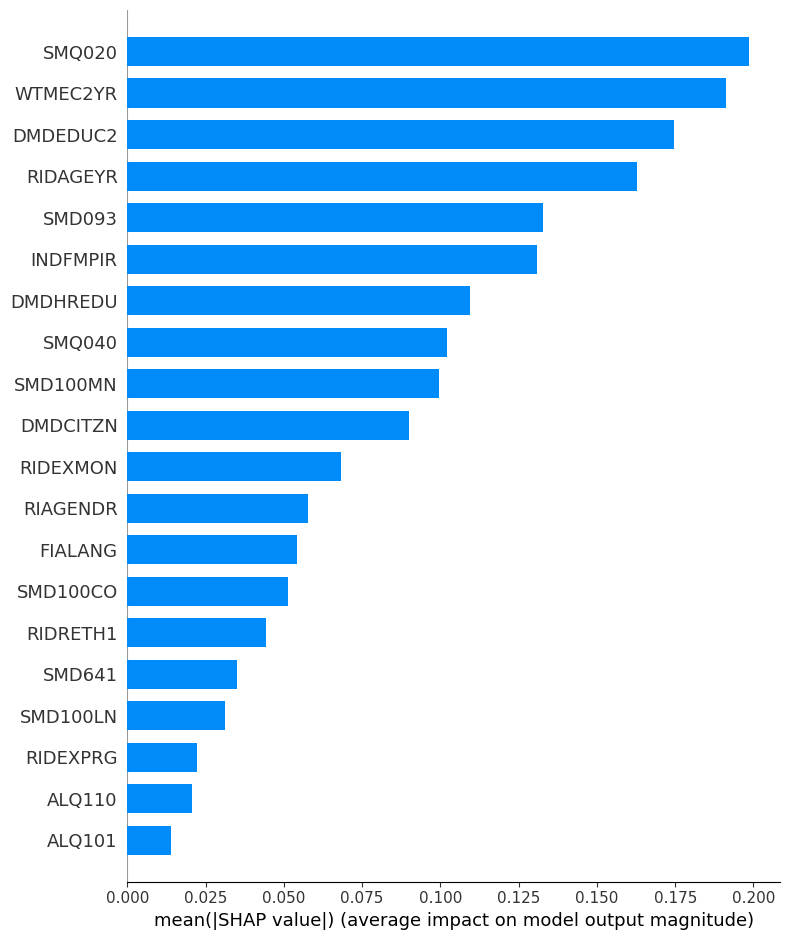 SMQ020
WTMEC2YR
DMDEDUC2
RIDAGEYR
SMD093
INDFMPIR
DMDHREDU
SMQ040
SMD100MN
DMDCITZN
RIDEXMON
RIAGENDR
FIALANG
SMD100CO
RIDRETH1
SMD641
SMD100LN
RIDEXPRG
ALQ110
ALQ101
0.000 0.025 0.050 0.075 0.100 0.125 0.150 0.175 0.200
mean(|SHAP value|) (average impact on model output magnitude)